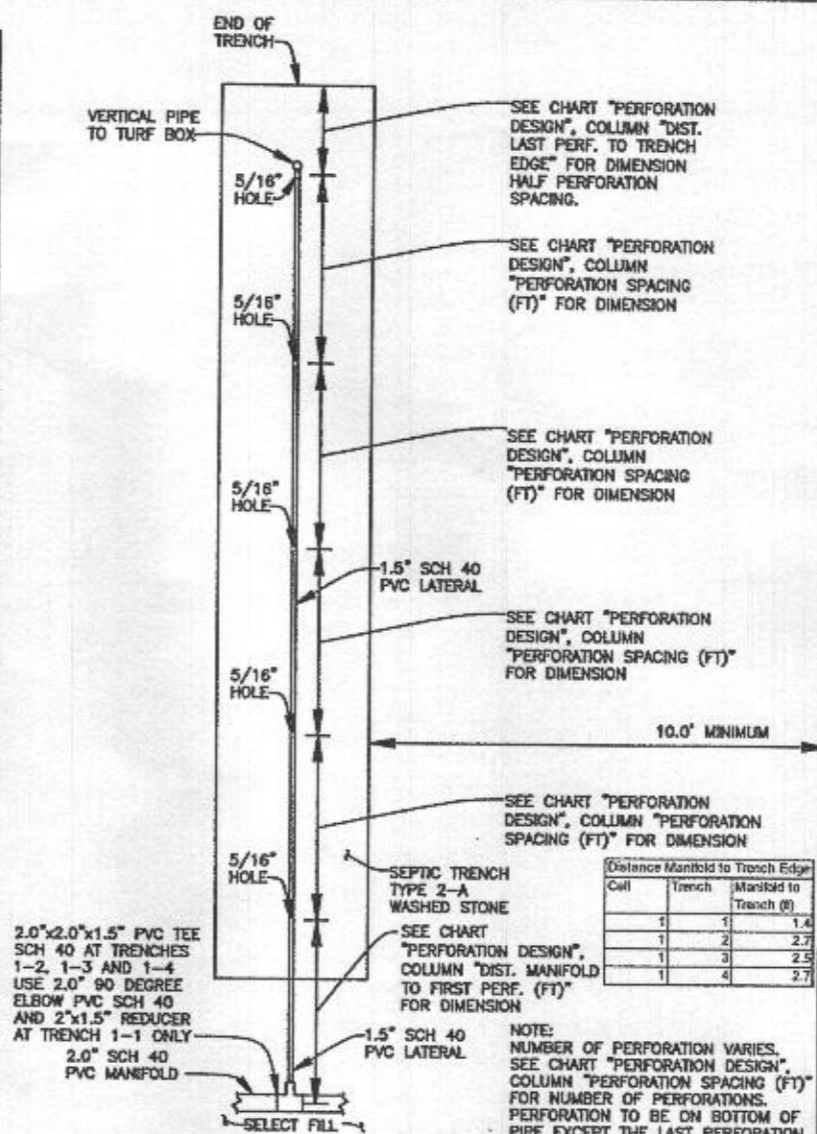 END OF
TRENCH
VERTICAL PIPE
TO TURF BOX
5/16"
HOLE
SEE CHART "PERFORATION
DESIGN", COLUMN "DIST.
LAST PERF. TO TRENCH
EDGE" FOR DIMENSION
HALF PERFORATION
SPACING.
SEE CHART "PERFORATION
DESIGN", COLUMN
"PERFORATION SPACING
(FT)" FOR DIMENSION
5/16"
HOLE
SEE CHART "PERFORATION
DESIGN", COLUMN
"PERFORATION SPACING
(FT)" FOR DIMENSION
5/16"
HOLE
1.5" SCH 40
PVC LATERAL
SEE CHART "PERFORATION
DESIGN", COLUMN
"PERFORATION SPACING (FT)"
FOR DIMENSION
5/16"
HOLE
10.0' MINIMUM
SEE CHART "PERFORATION
DESIGN", COLUMN "PERFORATION
SPACING (FT)" FOR DIMENSION
5/16"
HOLE
SEPTIC TRENCH
TYPE 2-A
WASHED STONE
Distance Manifold to Trench Edge
Cell Trench Manifold to
Trench (ft)
1 1 1.4
1 2 2.7
1 3 2.5
1 4 2.7
SEE CHART
"PERFORATION DESIGN",
COLUMN "DIST. MANIFOLD
TO FIRST PERF. (FT)"
FOR DIMENSION
2.0"x2.0"x1.5" PVC TEE
SCH 40 AT TRENCHES
1-2, 1-3 AND 1-4
USE 2.0" 90 DEGREE
ELBOW PVC SCH 40
AND 2"x1.5" REDUCER
AT TRENCH 1-1 ONLY
2.0" SCH 40
PVC MANIFOLD
1.5" SCH 40
PVC LATERAL
SELECT FILL
NOTE:
NUMBER OF PERFORATION VARIES.
SEE CHART "PERFORATION DESIGN",
COLUMN "PERFORATION SPACING (FT)"
FOR NUMBER OF PERFORATIONS.
PERFORATION TO BE ON BOTTOM OF
PIPE EXCEPT THE LAST PERFORATION